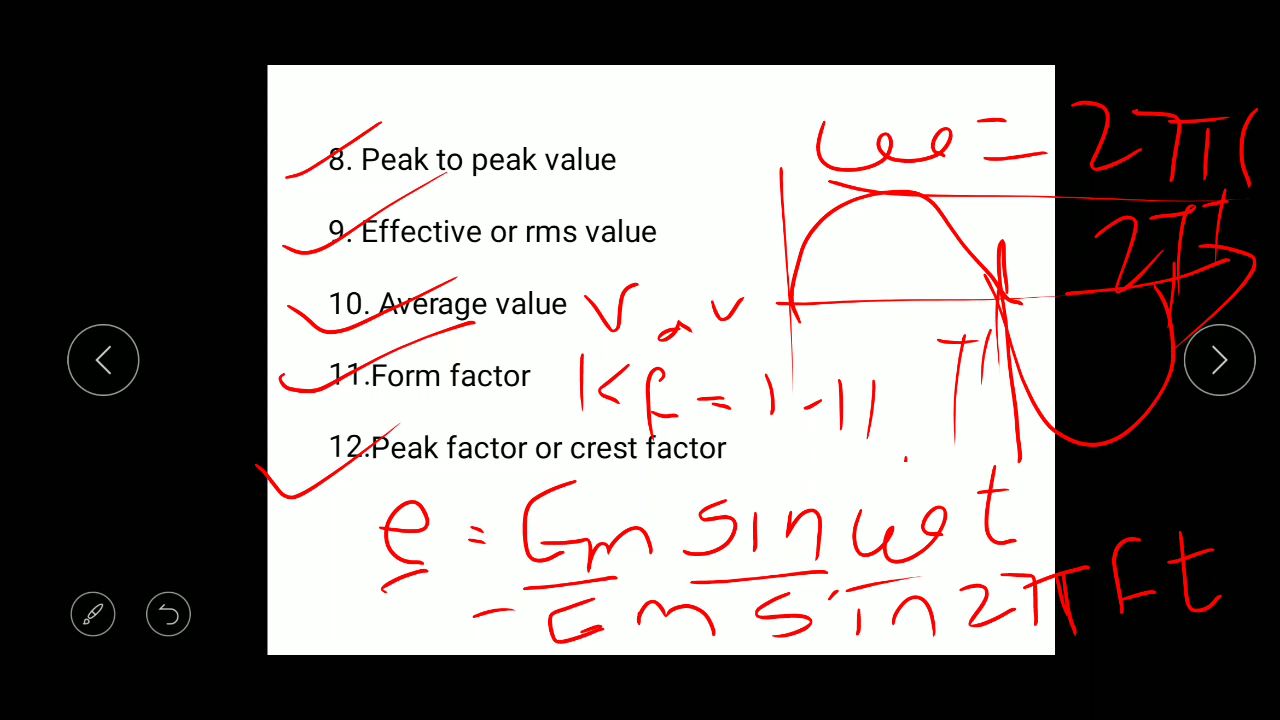 8. Peak to peak value
ω = 2π(
9. Effective or rms value
2π
10. Average value Vav
11.Form factor kf = 1.11
π
12.Peak factor or crest factor
e = Em sin ωt
= Em sin 2πFt